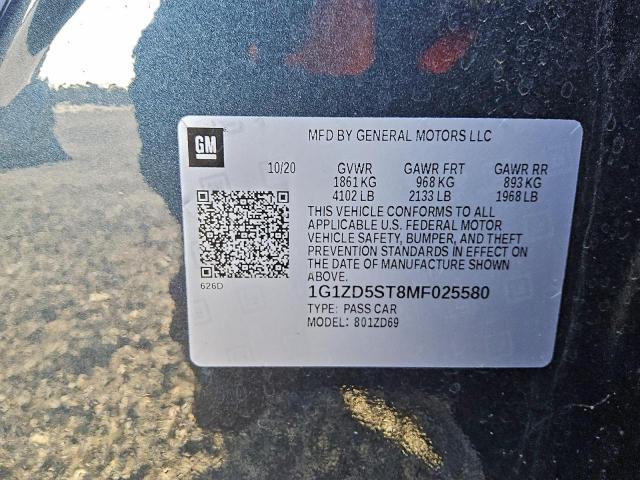 GM
MFD BY GENERAL MOTORS LLC
10/20 GVWR GAWR FRT GAWR RR
1861 KG 968 KG 893 KG
4102 LB 2133 LB 1968 LB
THIS VEHICLE CONFORMS TO ALL
APPLICABLE U.S. FEDERAL MOTOR
VEHICLE SAFETY, BUMPER, AND THEFT
PREVENTION STANDARDS IN EFFECT ON
THE DATE OF MANUFACTURE SHOWN
ABOVE.
626D
1G1ZD5ST8MF025580
TYPE: PASS CAR
MODEL: 801ZD69